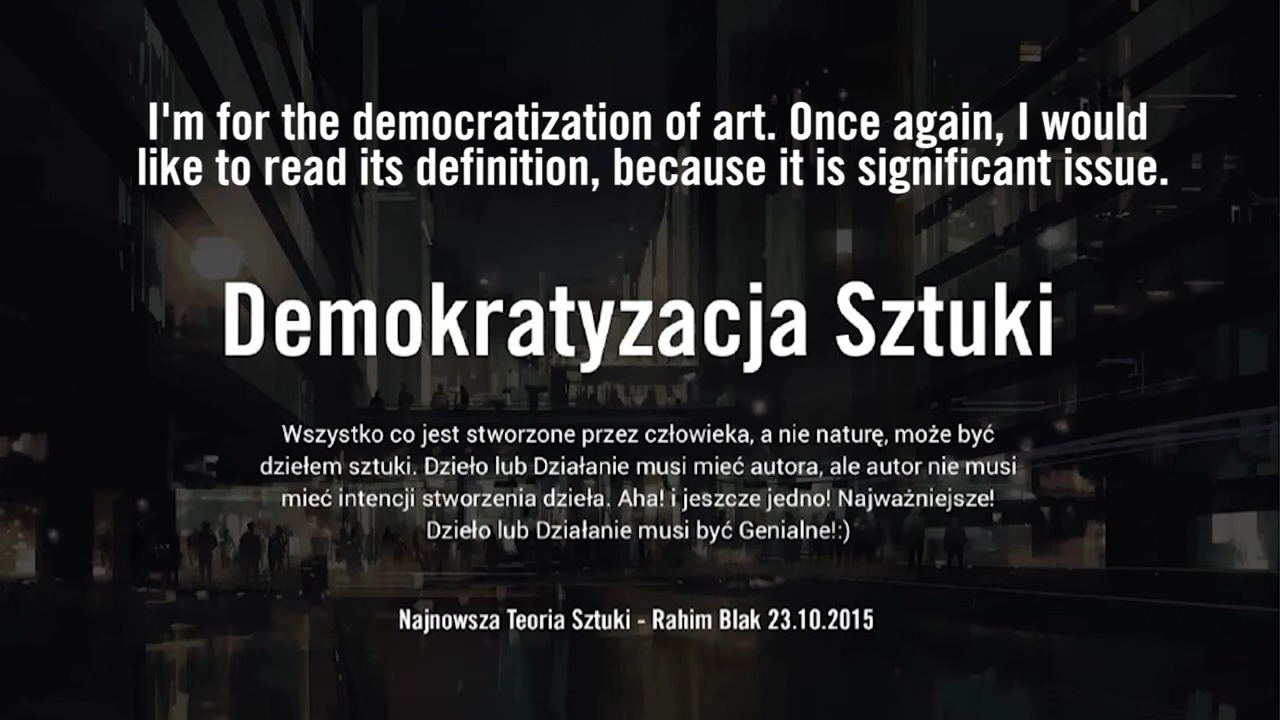 I'm for the democratization of art. Once again, I would
like to read its definition, because it is significant issue.
Demokratyzacja Sztuki
Wszystko co jest stworzone przez człowieka, a nie naturę, może być
dziełem sztuki. Dzieło lub Działanie musi mieć autora, ale autor nie musi
mieć intencji stworzenia dzieła. Aha! i jeszcze jedno! Najważniejsze!
Dzieło lub Działanie musi być Genialne!:)
Najnowsza Teoria Sztuki - Rahim Blak 23.10.2015